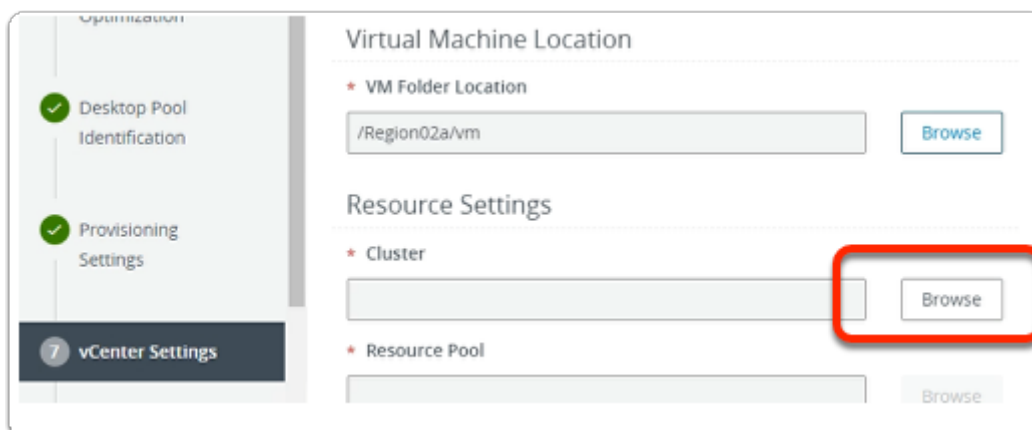 Optimization
Desktop Pool
Identification
Provisioning
Settings
7 vCenter Settings
Virtual Machine Location
* VM Folder Location
/Region02a/vm Browse
Resource Settings
* Cluster
Browse
* Resource Pool
Browse